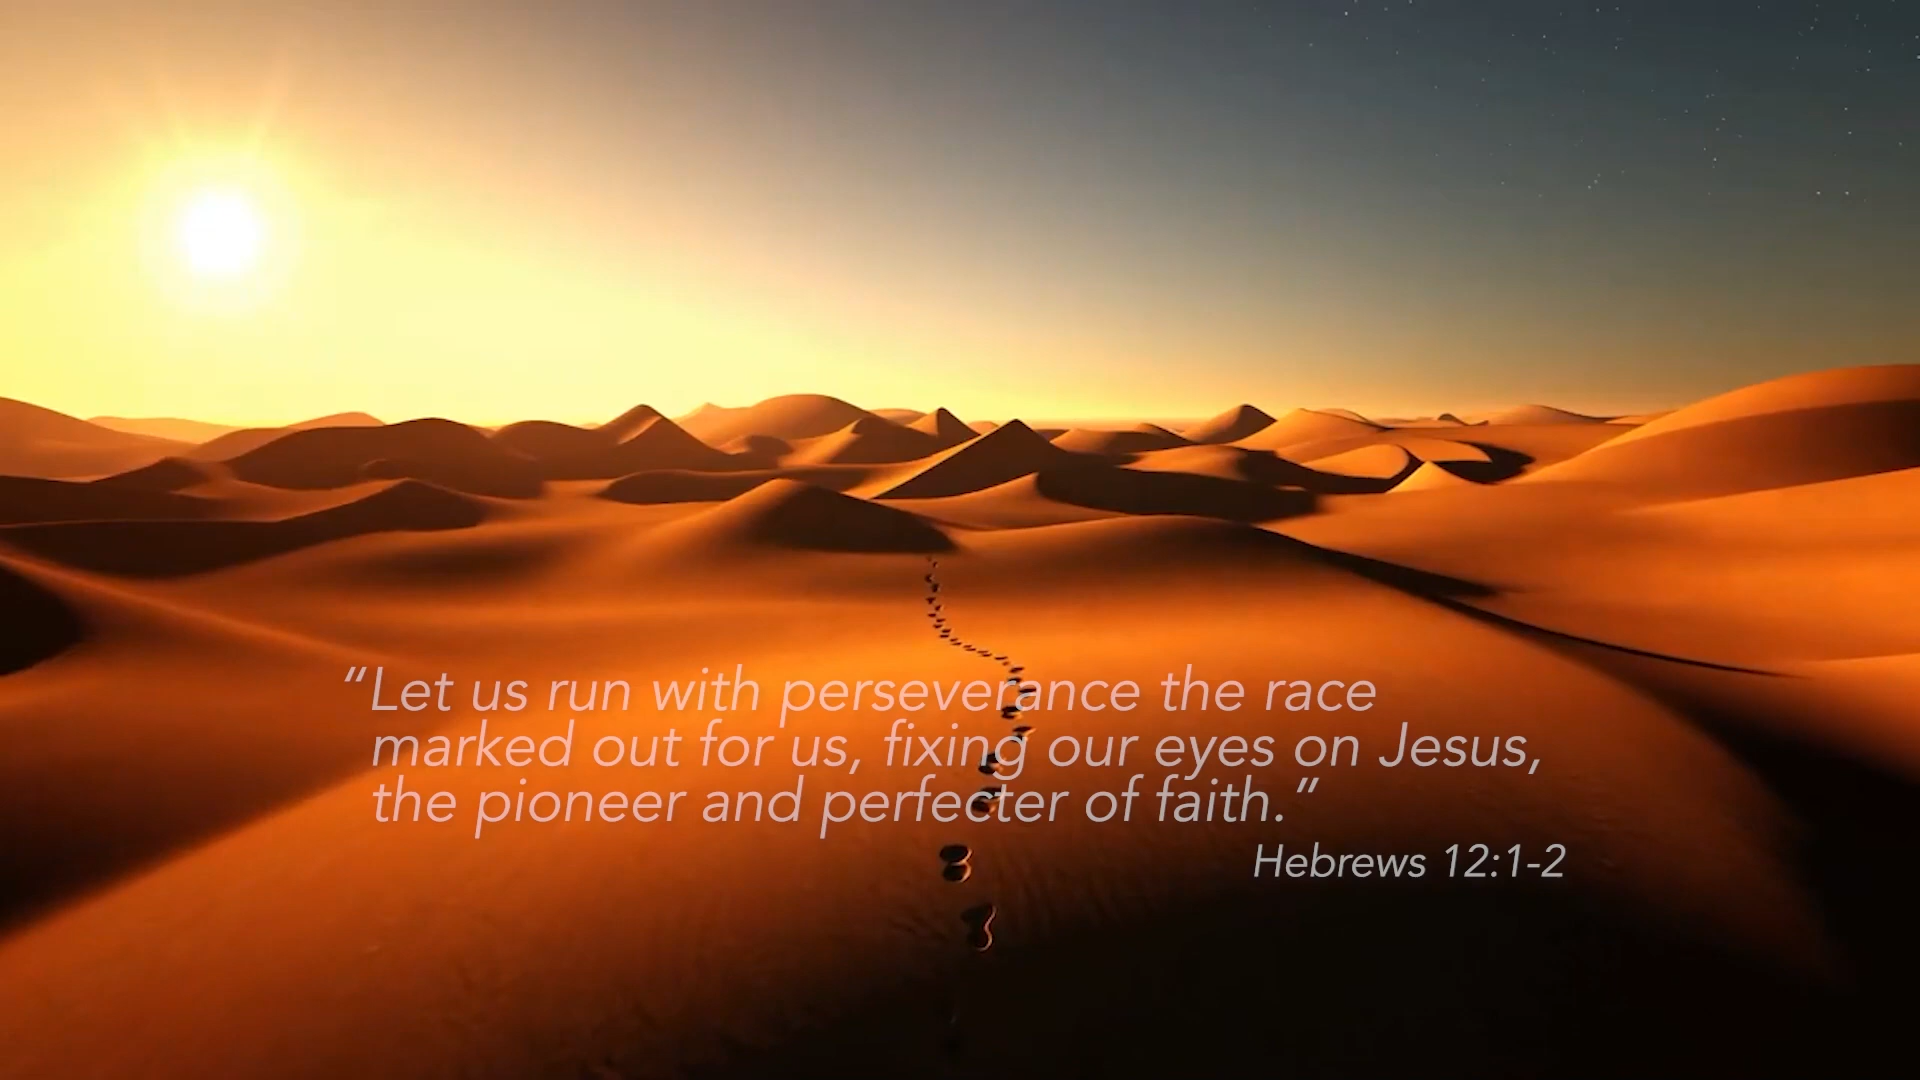 “Let us run with perseverance the race
marked out for us, fixing our eyes on Jesus,
the pioneer and perfecter of faith.”
Hebrews 12:1-2